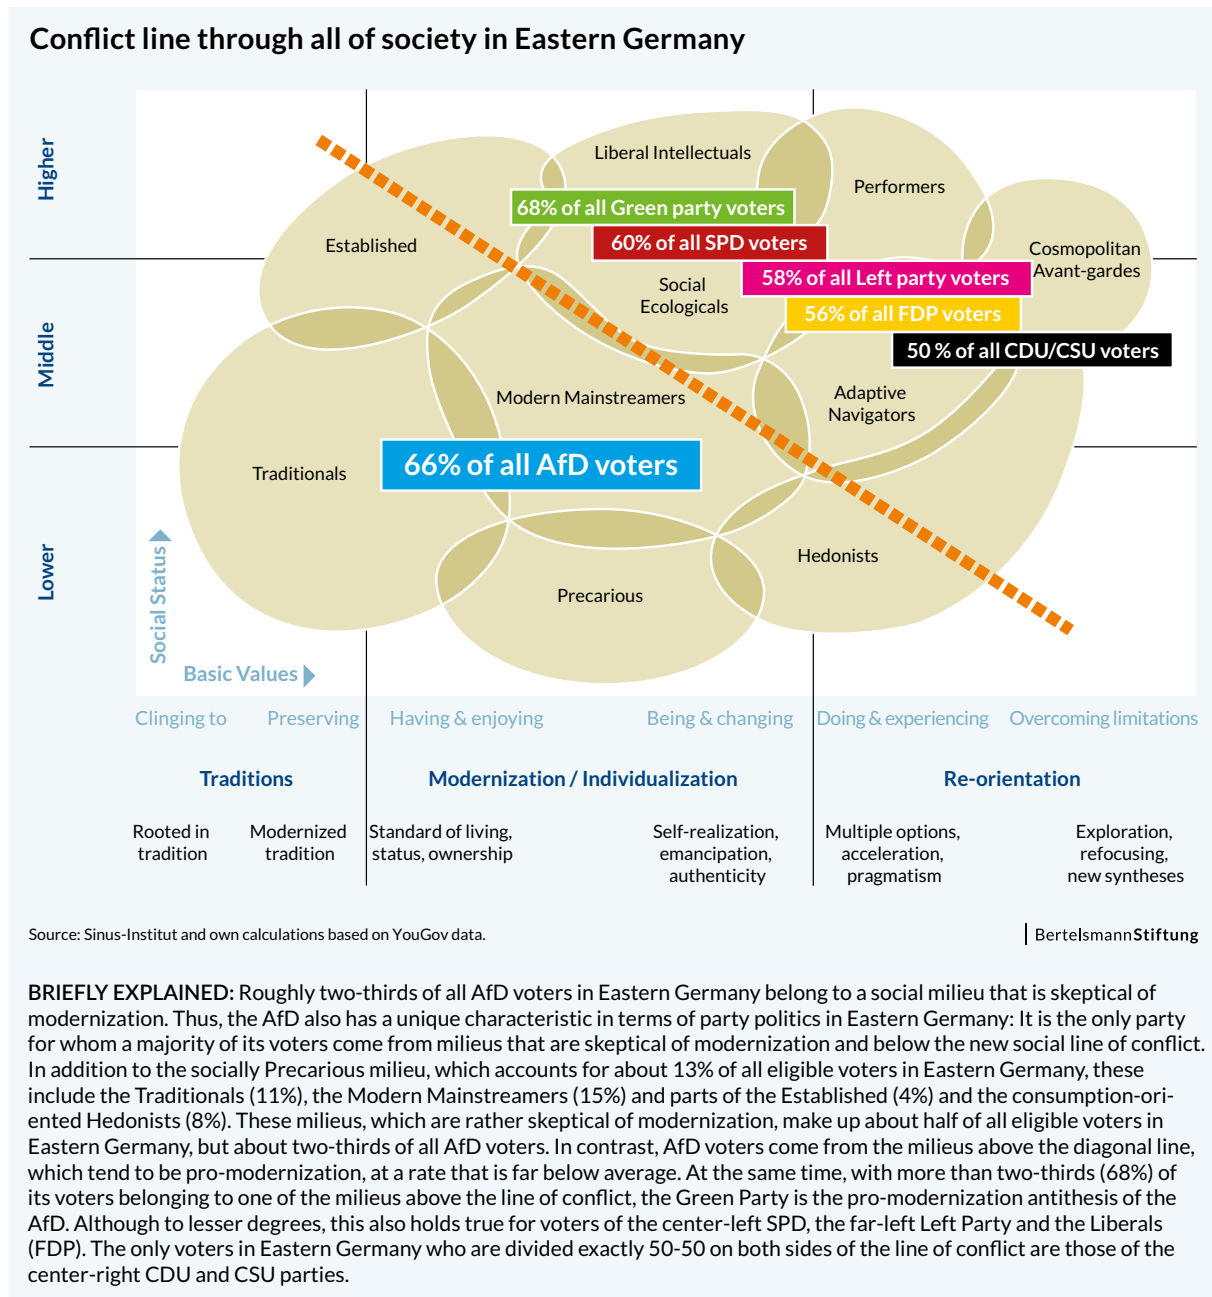 Conflict line through all of society in Eastern Germany
Higher
Middle
Lower
Liberal Intellectuals
Performers
68% of all Green party voters
60% of all SPD voters
Established
Cosmopolitan
Avant-gardes
58% of all Left party voters
Social
Ecologicals
56% of all FDP voters
50 % of all CDU/CSU voters
Modern Mainstreamers
Adaptive
Navigators
66% of all AfD voters
Traditionals
Hedonists
Precarious
Social Status
Basic Values
Clinging to
Preserving
Having & enjoying
Being & changing
Doing & experiencing
Overcoming limitations
Traditions
Modernization / Individualization
Re-orientation
Rooted in
tradition
Modernized
tradition
Standard of living,
status, ownership
Self-realization,
emancipation,
authenticity
Multiple options,
acceleration,
pragmatism
Exploration,
refocusing,
new syntheses
Source: Sinus-Institut and own calculations based on YouGov data.
BertelsmannStiftung
BRIEFLY EXPLAINED: Roughly two-thirds of all AfD voters in Eastern Germany belong to a social milieu that is skeptical of
modernization. Thus, the AfD also has a unique characteristic in terms of party politics in Eastern Germany: It is the only party
for whom a majority of its voters come from milieus that are skeptical of modernization and below the new social line of conflict.
In addition to the socially Precarious milieu, which accounts for about 13% of all eligible voters in Eastern Germany, these
include the Traditionals (11%), the Modern Mainstreamers (15%) and parts of the Established (4%) and the consumption-ori-
ented Hedonists (8%). These milieus, which are rather skeptical of modernization, make up about half of all eligible voters in
Eastern Germany, but about two-thirds of all AfD voters. In contrast, AfD voters come from the milieus above the diagonal line,
which tend to be pro-modernization, at a rate that is far below average. At the same time, with more than two-thirds (68%) of
its voters belonging to one of the milieus above the line of conflict, the Green Party is the pro-modernization antithesis of the
AfD. Although to lesser degrees, this also holds true for voters of the center-left SPD, the far-left Left Party and the Liberals
(FDP). The only voters in Eastern Germany who are divided exactly 50-50 on both sides of the line of conflict are those of the
center-right CDU and CSU parties.